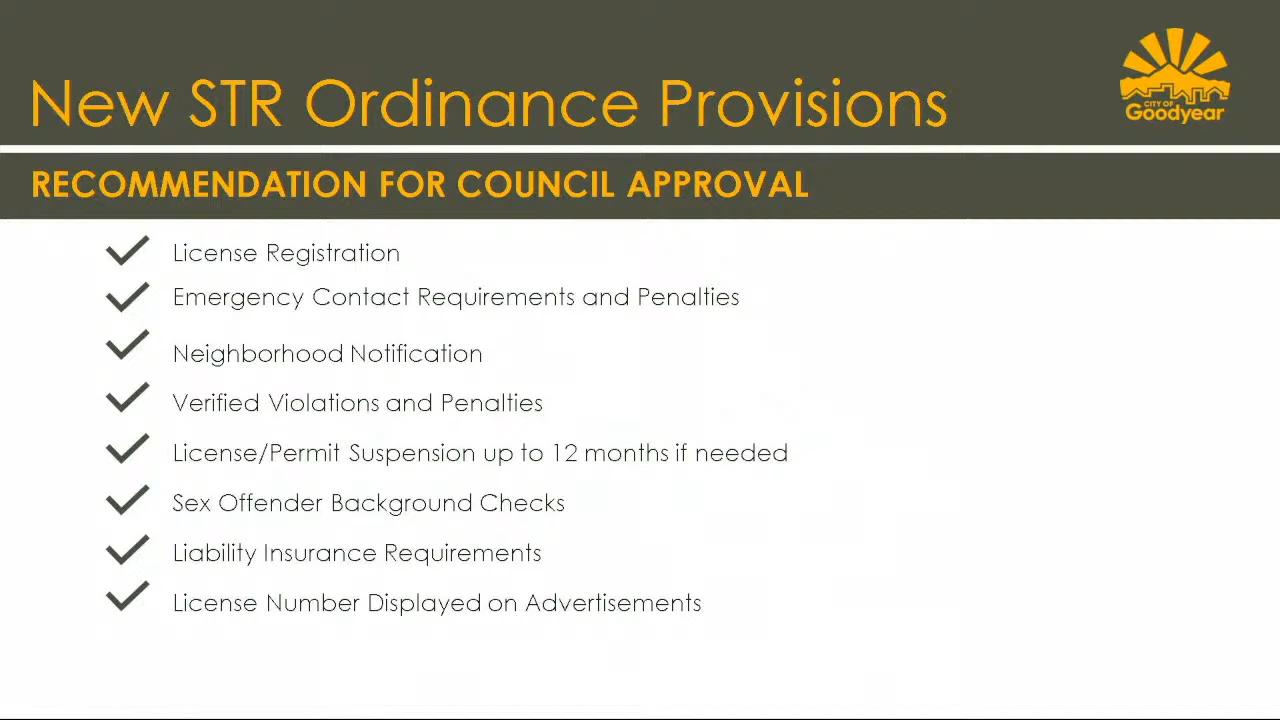 New STR Ordinance Provisions
CITY OF
Goodyear
RECOMMENDATION FOR COUNCIL APPROVAL
License Registration
Emergency Contact Requirements and Penalties
Neighborhood Notification
Verified Violations and Penalties
License/Permit Suspension up to 12 months if needed
Sex Offender Background Checks
Liability Insurance Requirements
License Number Displayed on Advertisements